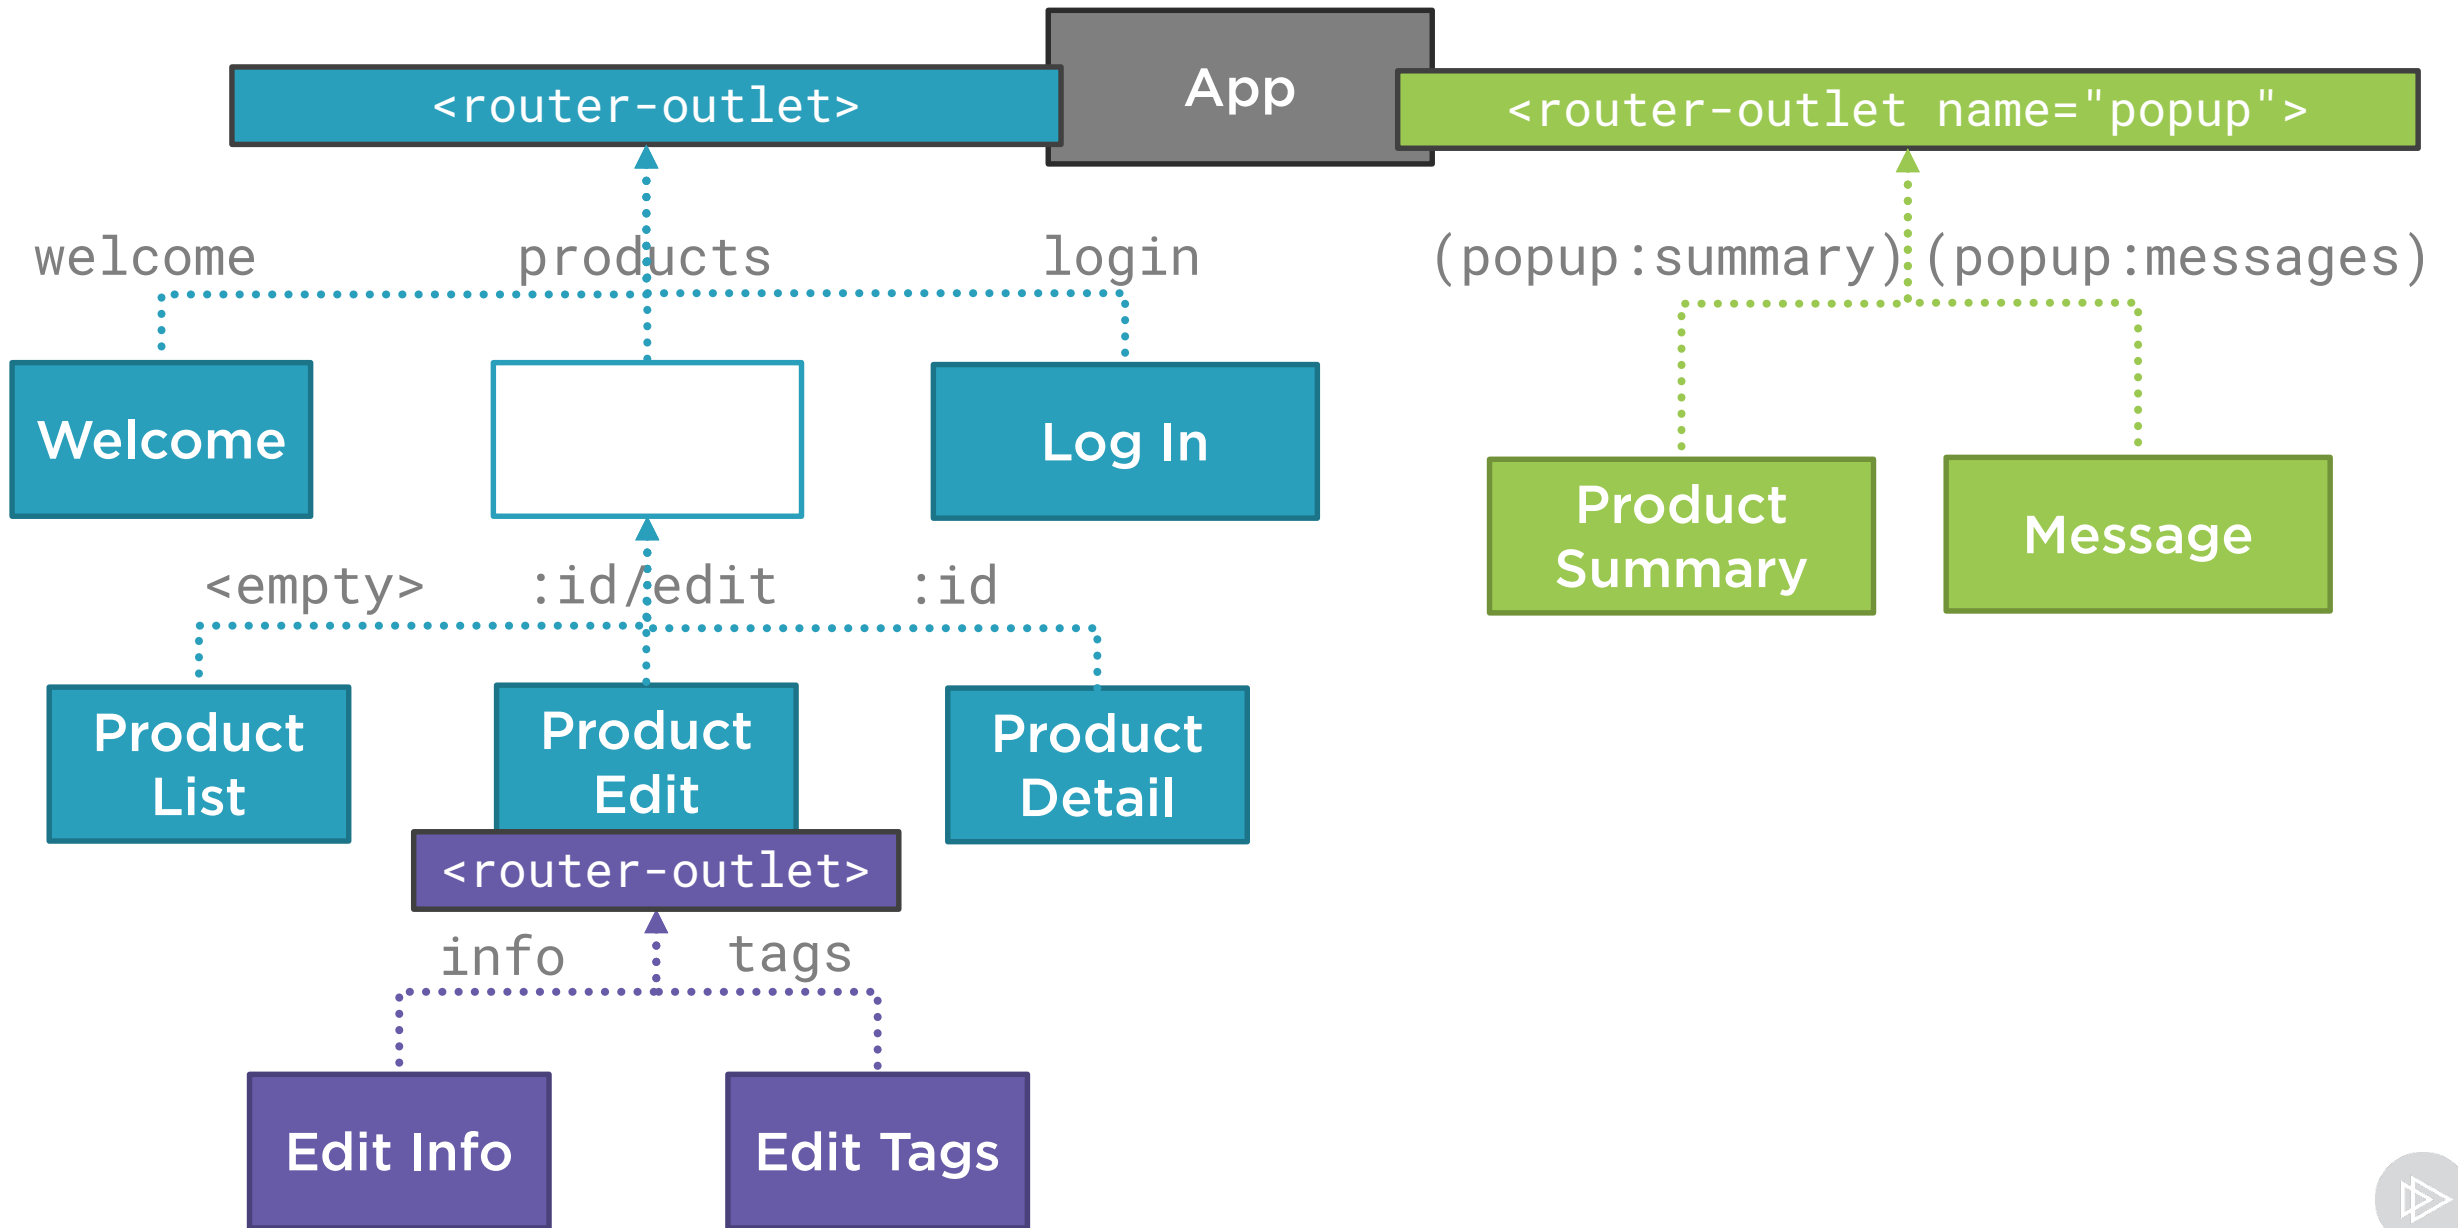 App
<router-outlet>
<router-outlet name="popup">
welcome
products
login
(popup:summary)
(popup:messages)
Welcome
Log In
Product
Summary
Message
<empty>
:id/edit
:id
Product
List
Product
Edit
Product
Detail
<router-outlet>
info
tags
Edit Info
Edit Tags